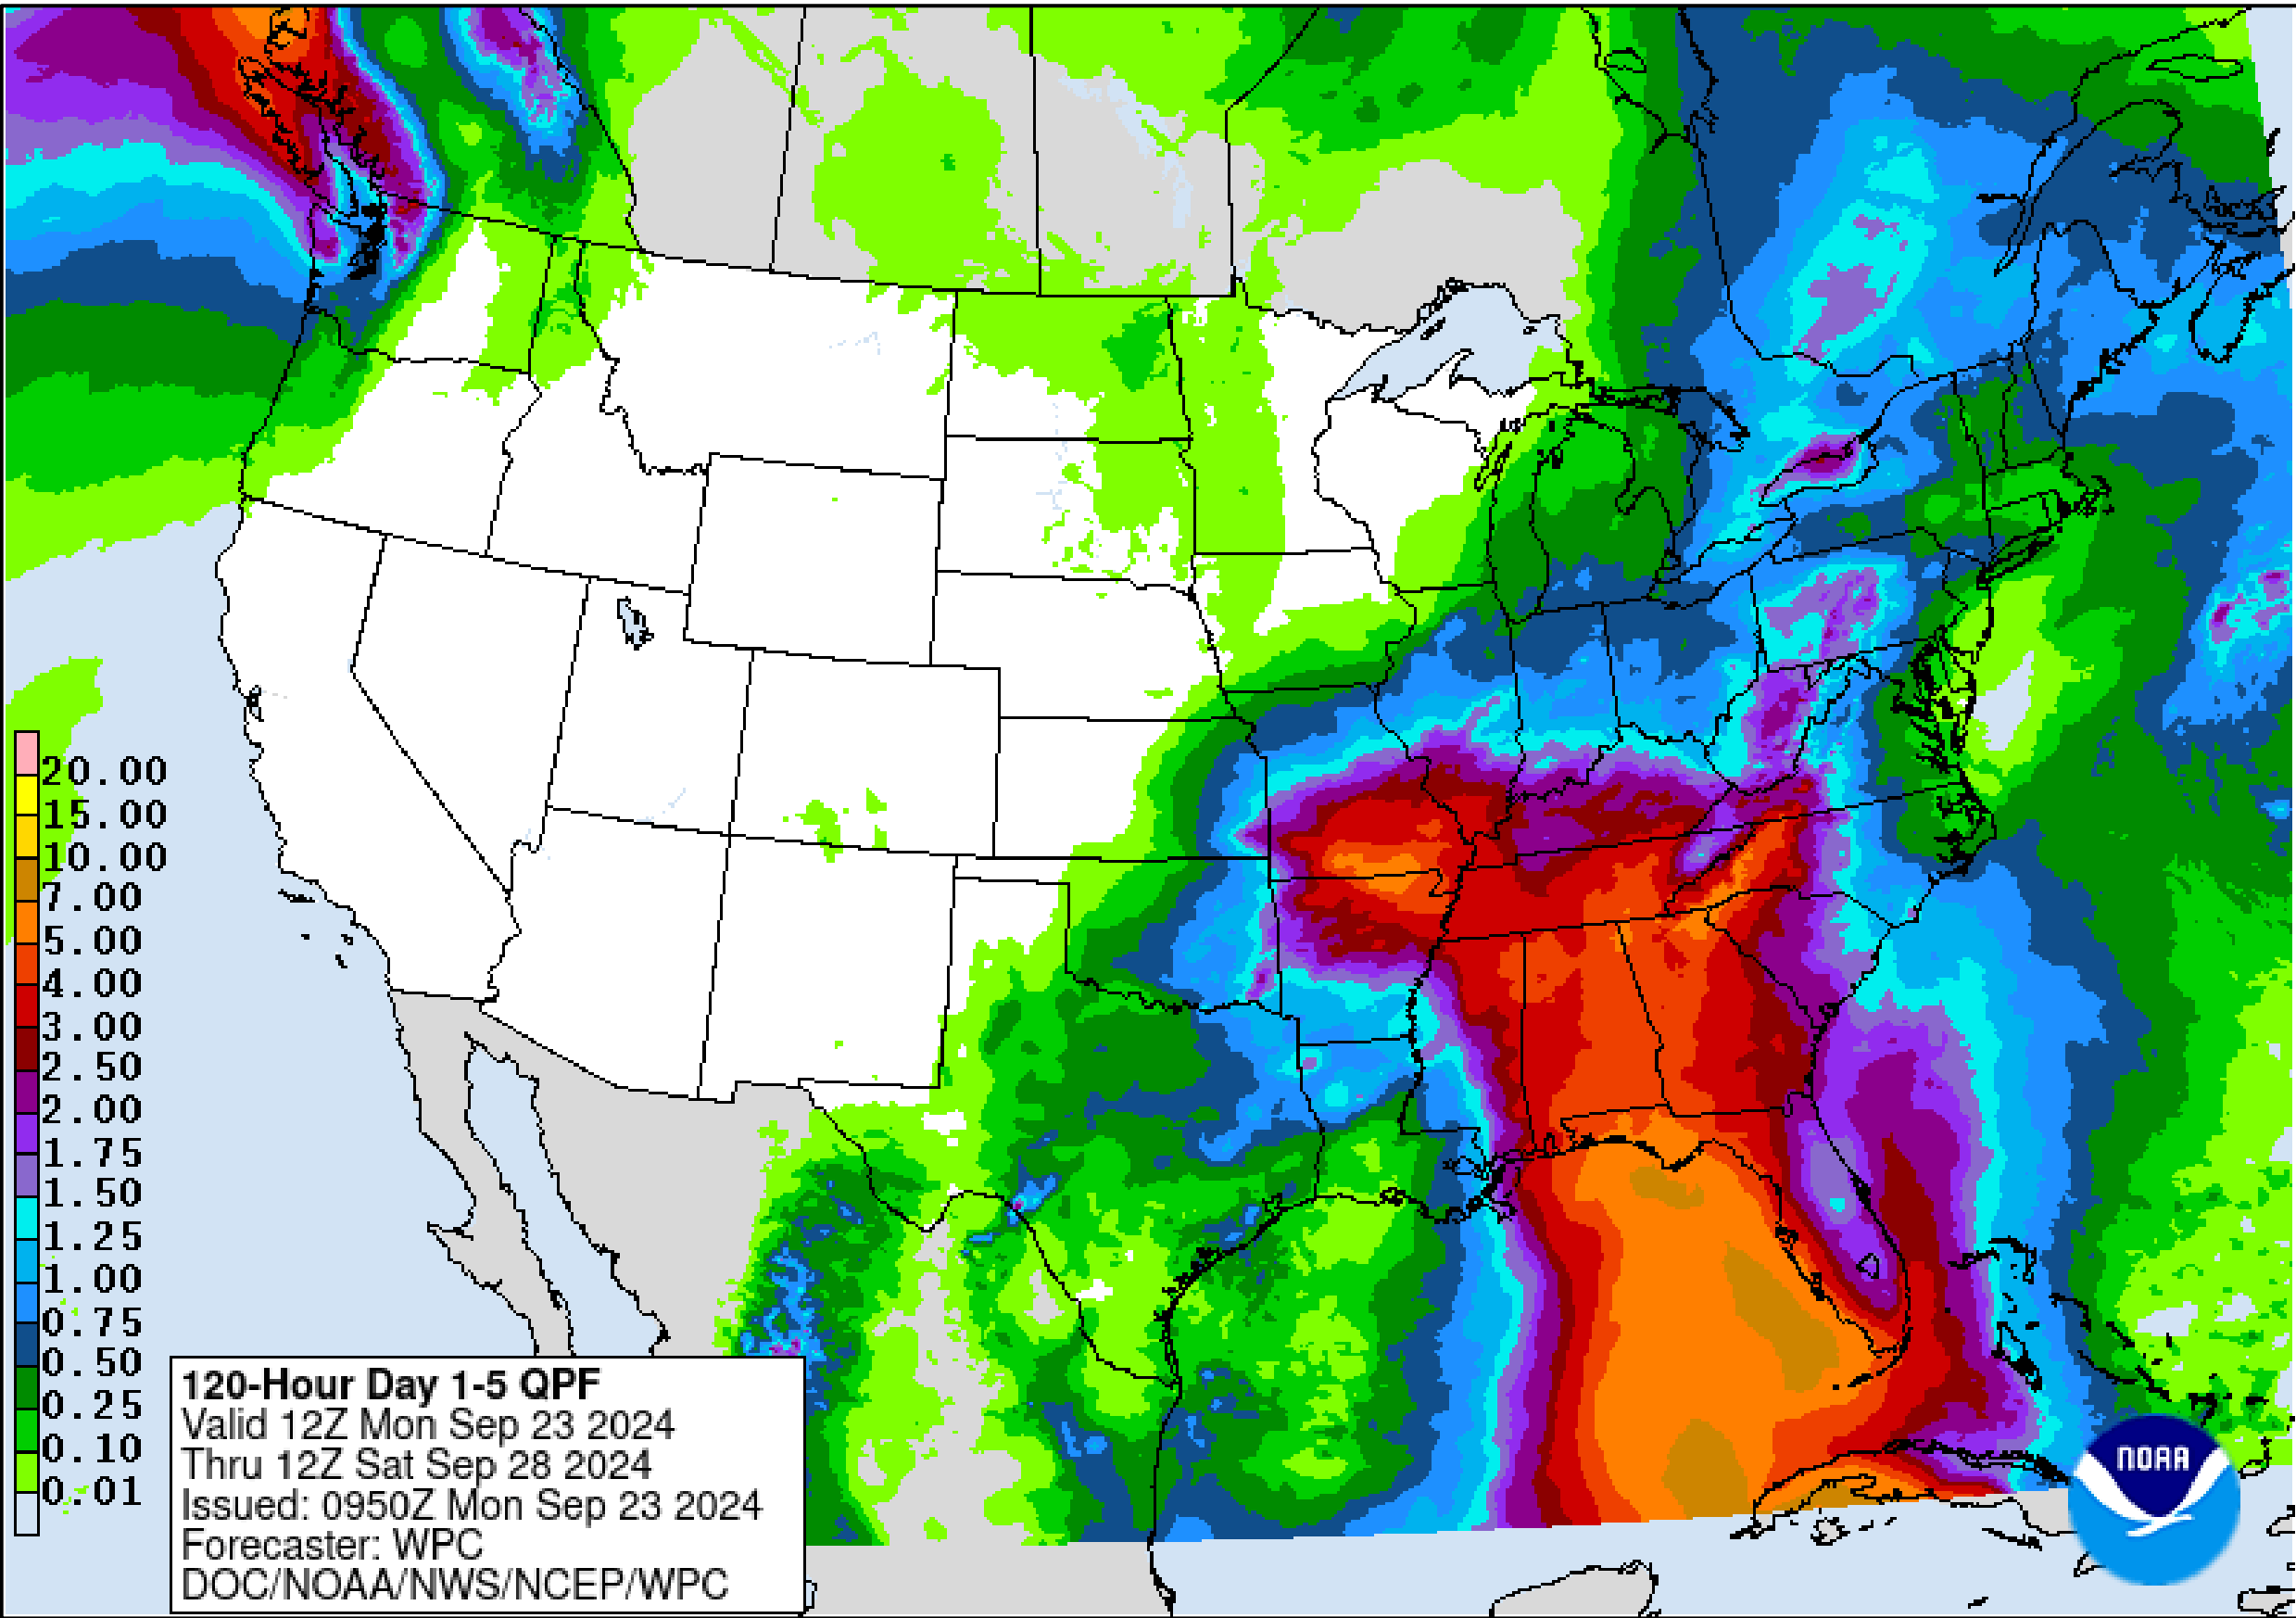 20.00
15.00
10.00
7.00
5.00
4.00
3.00
2.50
2.00
1.75
1.50
1.25
1.00
0.75
0.50
0.25
0.10
0.01
120-Hour Day 1-5 QPF
Valid 12Z Mon Sep 23 2024
Thru 12Z Sat Sep 28 2024
Issued: 0950Z Mon Sep 23 2024
Forecaster: WPC
DOC/NOAA/NWS/NCEP/WPC
NOAA